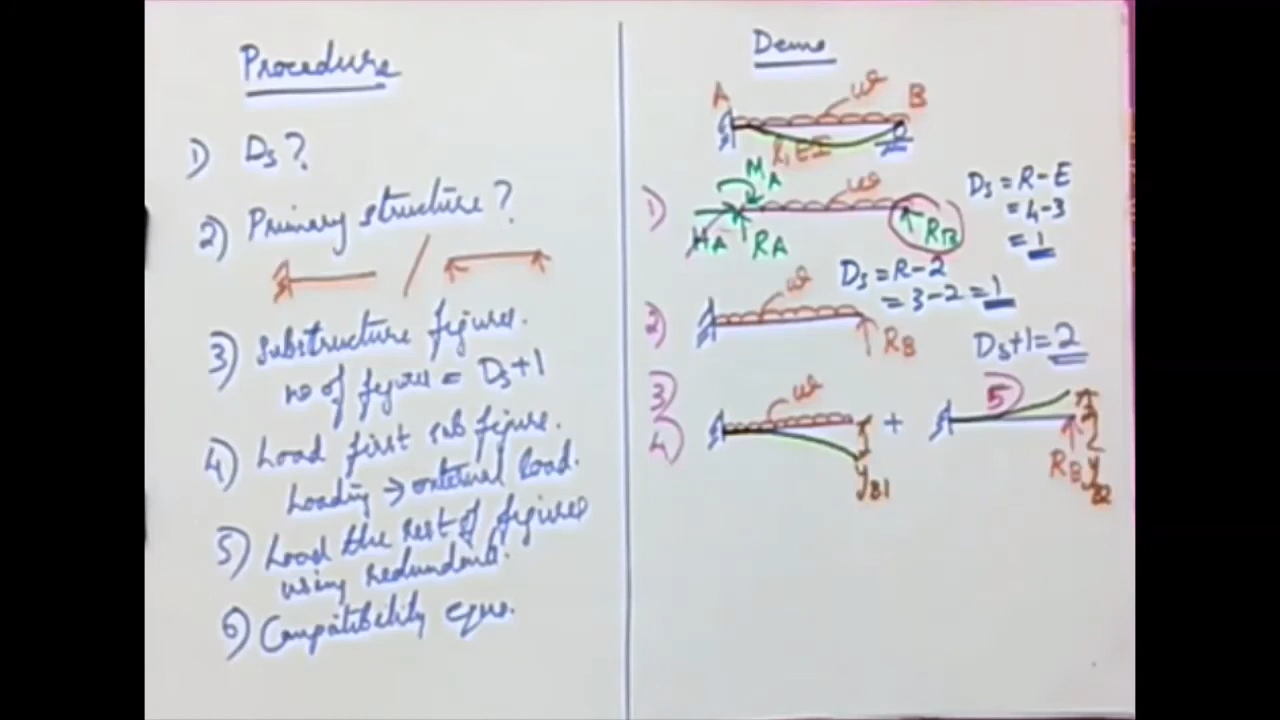 Procedure
1) Ds?
2) Primary structure?
/
3) Substructure figures.
no of figures = Ds+1
4) Load first sub figure.
Loading → external load.
5) Load the rest of figures
using redundants.
6) Compatibility eqns.
Demo
A w B
l, EI
MA
1) w
HA RA RB
Ds = R-E
= 4-3
= 1
Ds = R-2
= 3-2 = 1
2) w
RB
Ds+1 = 2
3) w 5)
4) +
yB1 RB yB2